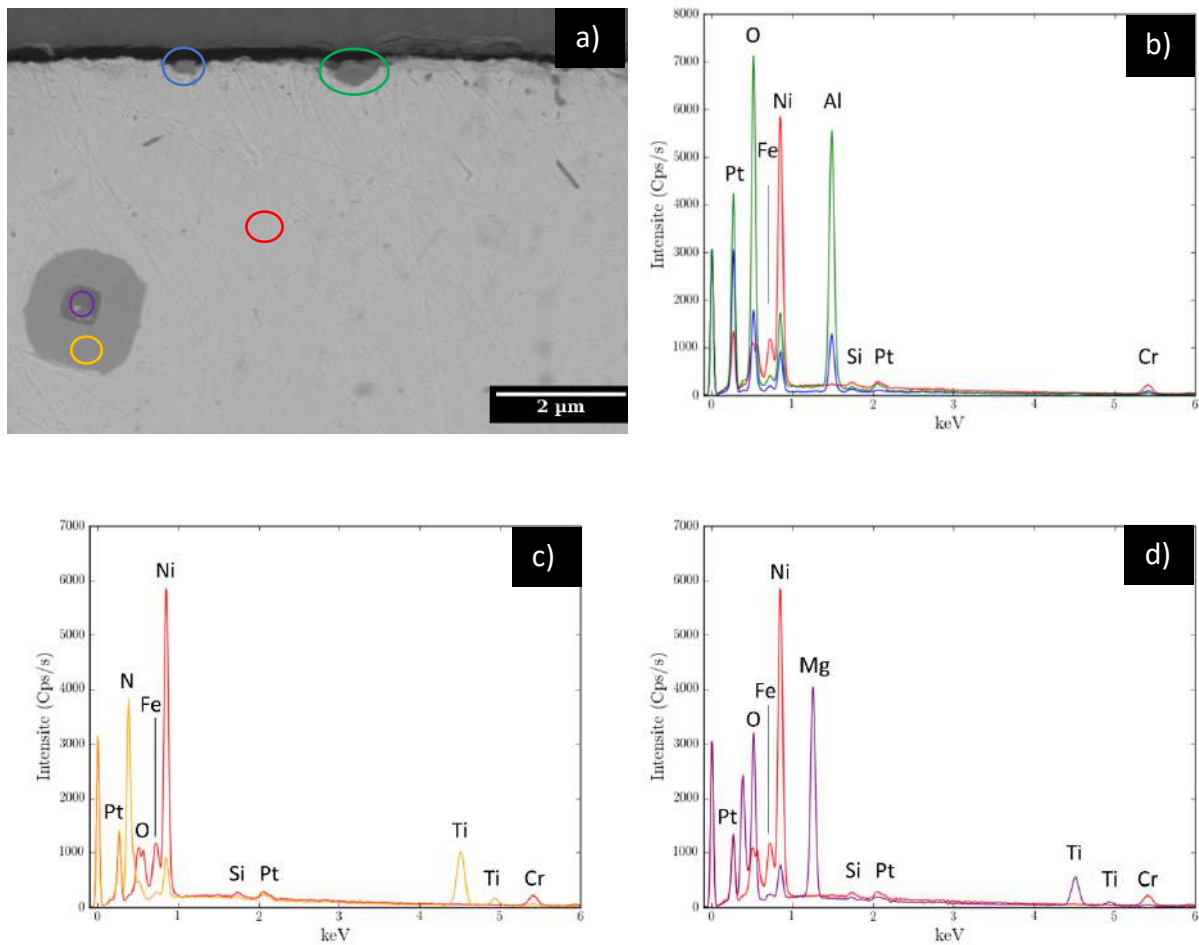 a)
2 µm
b)
8000
7000
6000
5000
4000
3000
2000
1000
0
Intensite (Cps/s)
O
Ni
Al
Fe
Pt
Si
Pt
Cr
0 1 2 3 4 5 6
keV
c)
7000
6000
5000
4000
3000
2000
1000
0
Intensite (Cps/s)
Ni
N
Fe
Pt
O
Ti
Si
Pt
Ti
Cr
0 1 2 3 4 5 6
keV
d)
7000
6000
5000
4000
3000
2000
1000
0
Intensite (Cps/s)
Ni
Mg
Fe
O
Pt
Ti
Si
Pt
Ti
Cr
0 1 2 3 4 5 6
keV